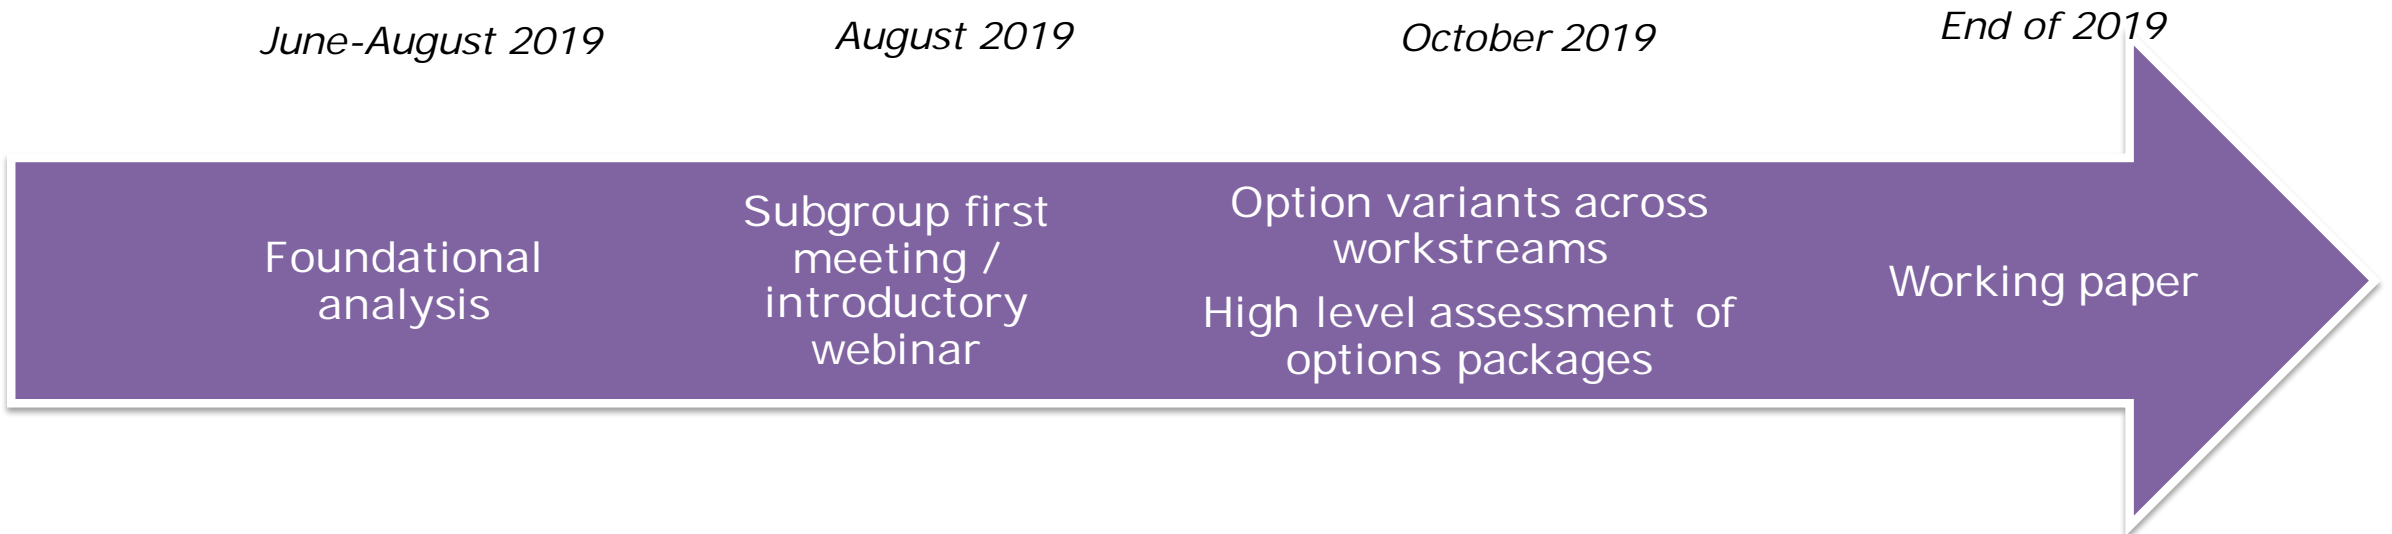 June-August 2019
August 2019
October 2019
End of 2019
Foundational
analysis
Subgroup first
meeting /
introductory
webinar
Option variants across
workstreams
High level assessment of
options packages
Working paper